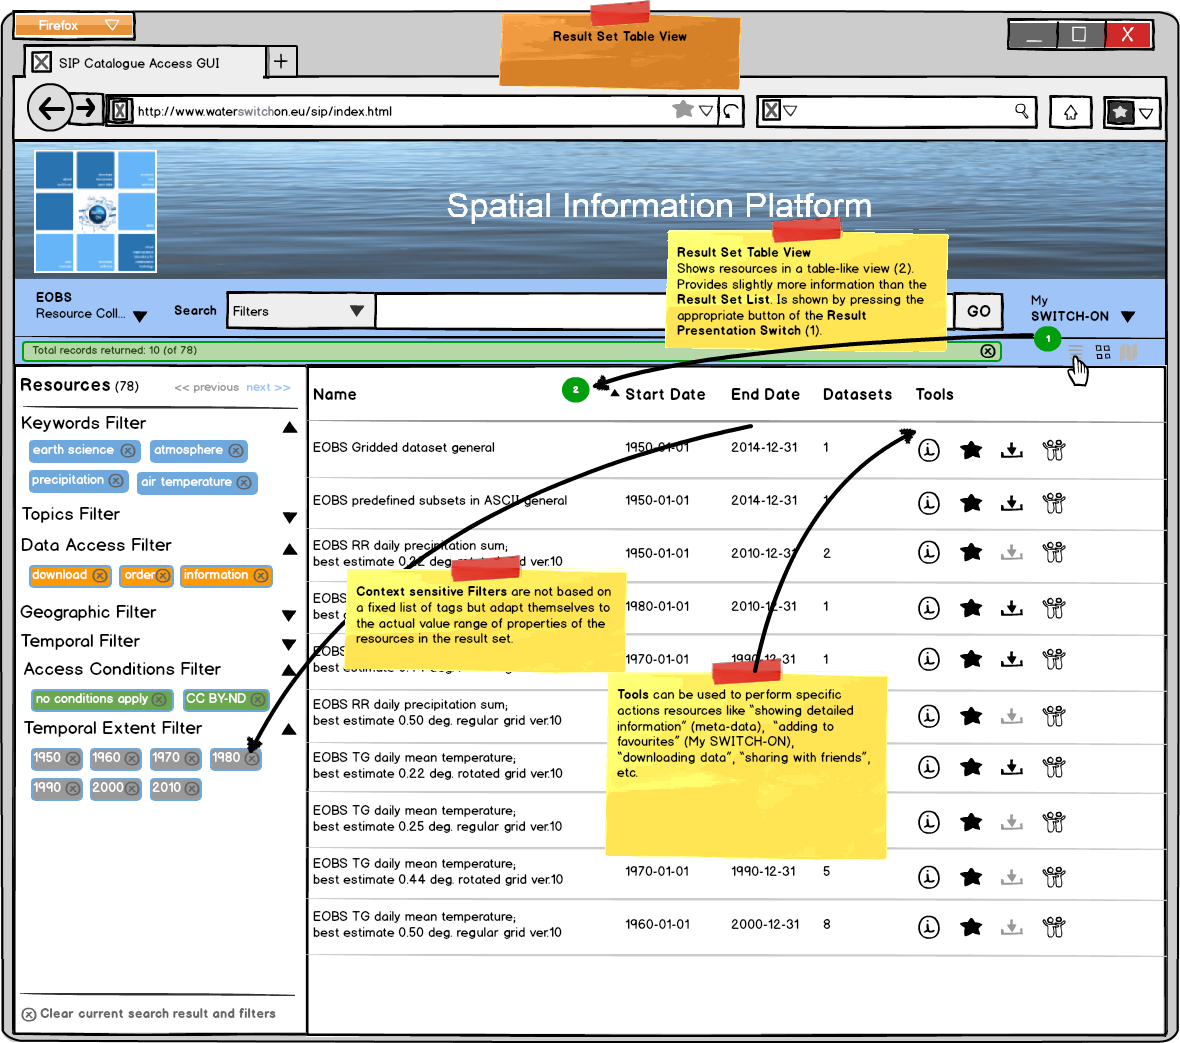 Firefox
Result Set Table View
SIP Catalogue Access GUI
http://www.waterswitchon.eu/sip/index.html
Spatial Information Platform
Result Set Table View
Shows resources in a table-like view (2).
Provides slightly more information than the
Result Set List. Is shown by pressing the
appropriate button of the Result
Presentation Switch (1).
EOBS
Resource Coll...
Search
Filters
GO
My
SWITCH-ON
Total records returned: 10 (of 78)
1
Resources (78)
<< previous next >>
Name
2
Start Date
End Date
Datasets
Tools
Keywords Filter
earth science
atmosphere
precipitation
air temperature
Topics Filter
Data Access Filter
download
order
information
Geographic Filter
Temporal Filter
Access Conditions Filter
no conditions apply
CC BY-ND
Temporal Extent Filter
1950
1960
1970
1980
1990
2000
2010
Clear current search result and filters
EOBS Gridded dataset general
1950-01-01
2014-12-31
1
EOBS predefined subsets in ASCII general
1950-01-01
2014-12-31
EOBS RR daily precipitation sum;
best estimate 0.22 deg. rotated grid ver.10
1950-01-01
2010-12-31
2
EOBS
best
1980-01-01
2010-12-31
1
best estimate
1970-01-01
1990-12-31
1
EOBS RR daily precipitation sum;
best estimate 0.50 deg. regular grid ver.10
EOBS TG daily mean temperature;
best estimate 0.22 deg. rotated grid ver.10
EOBS TG daily mean temperature;
best estimate 0.25 deg. regular grid ver.10
EOBS TG daily mean temperature;
best estimate 0.44 deg. rotated grid ver.10
1970-01-01
1990-12-31
5
EOBS TG daily mean temperature;
best estimate 0.50 deg. regular grid ver.10
1960-01-01
2000-12-31
8
Context sensitive Filters are not based on
a fixed list of tags but adapt themselves to
the actual value range of properties of the
resources in the result set.
Tools can be used to perform specific
actions resources like "showing detailed
information" (meta-data), "adding to
favourites" (My SWITCH-ON),
"downloading data", "sharing with friends",
etc.